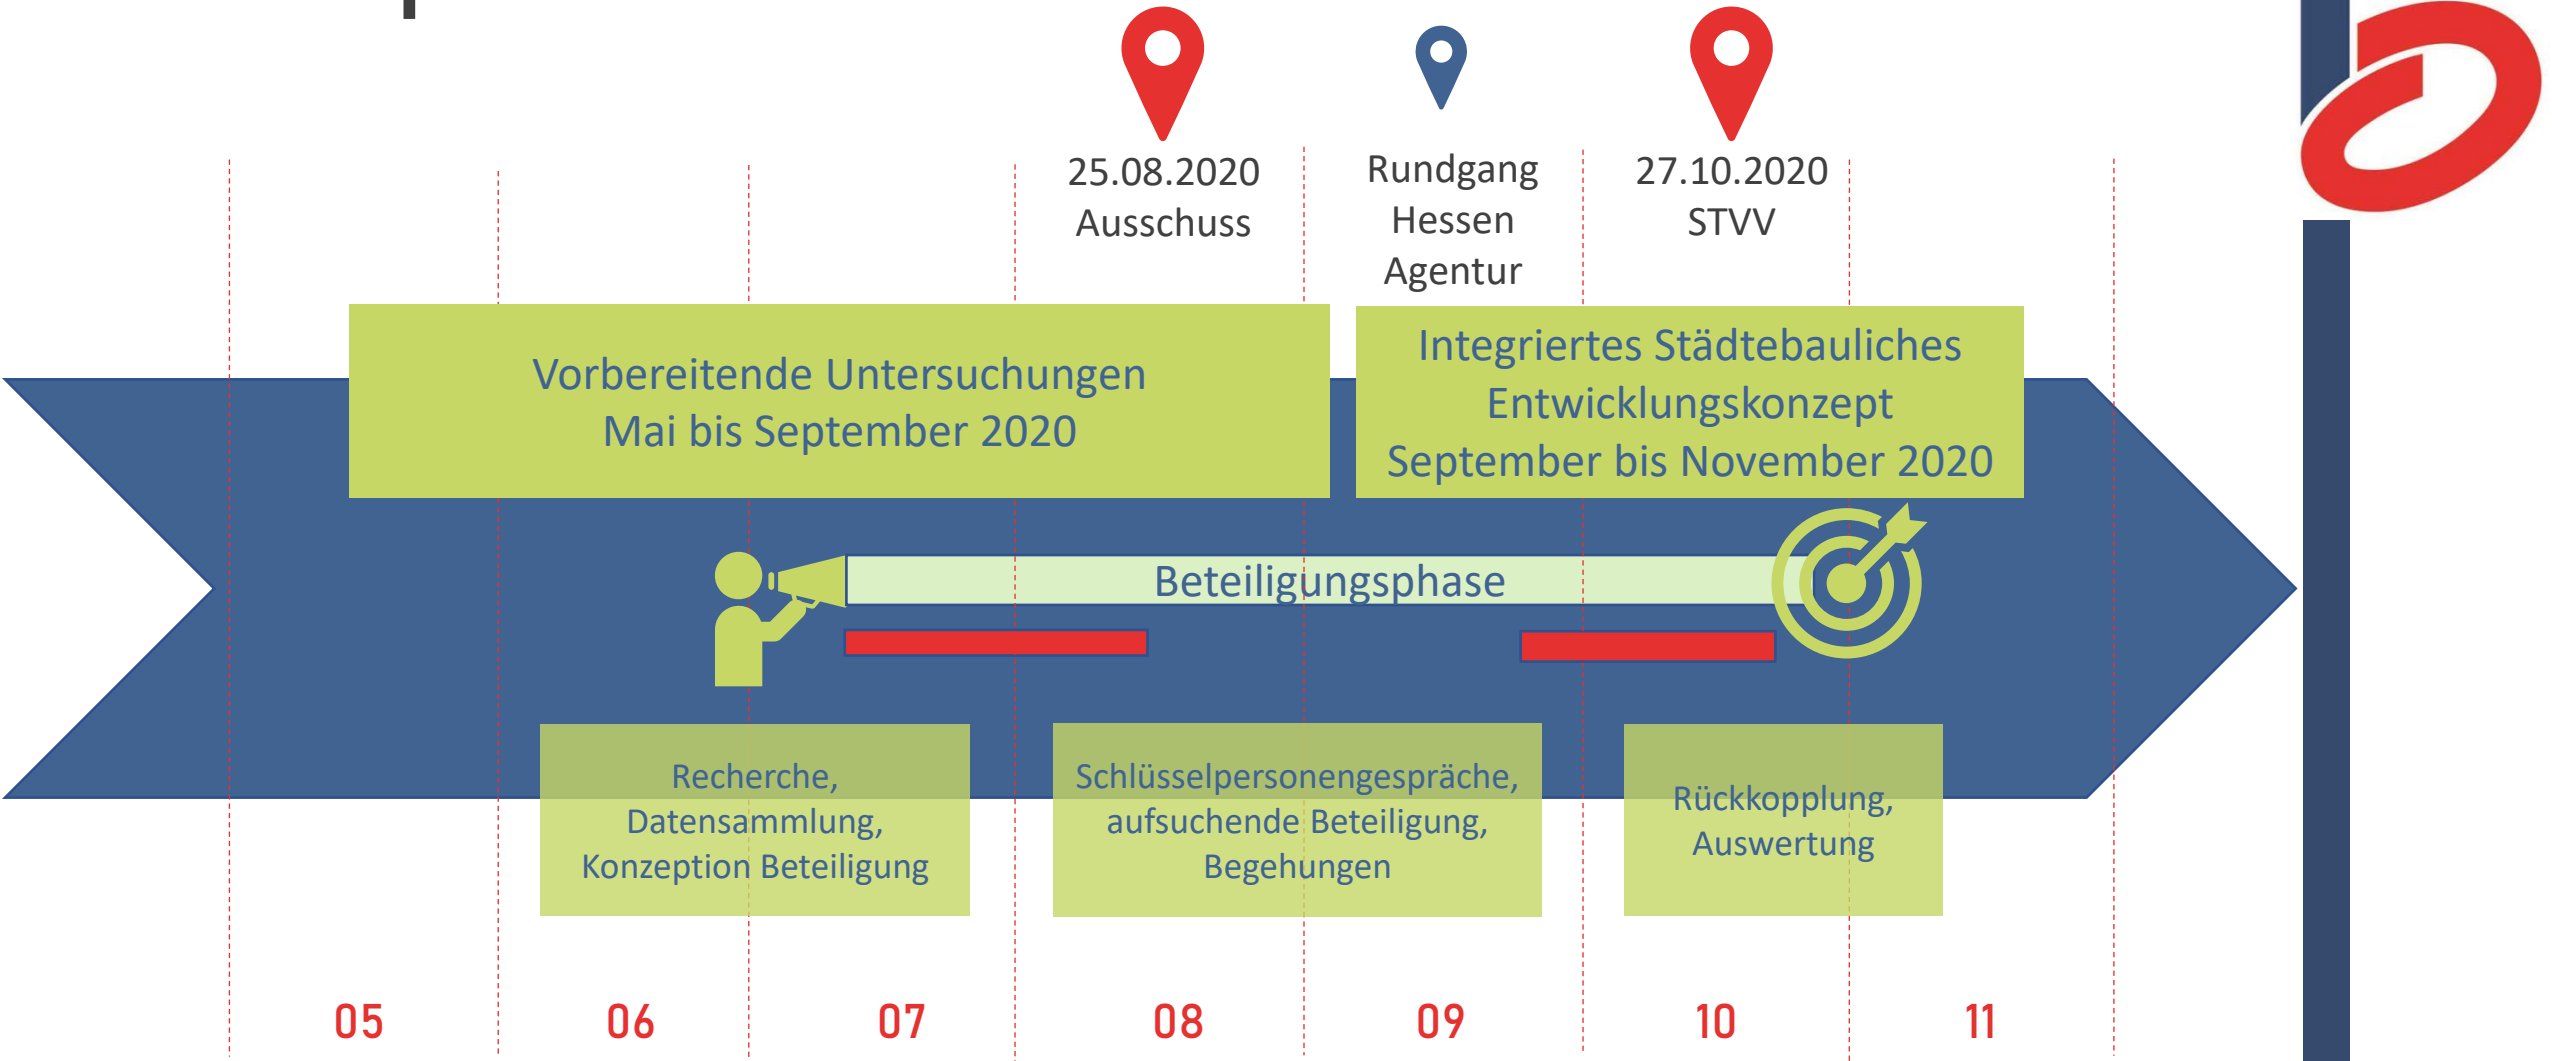 25.08.2020
Ausschuss
Rundgang
Hessen
Agentur
27.10.2020
STVV
Vorbereitende Untersuchungen
Mai bis September 2020
Integriertes Städtebauliches
Entwicklungskonzept
September bis November 2020
Beteiligungsphase
Recherche,
Datensammlung,
Konzeption Beteiligung
Schlüsselpersonengespräche,
aufsuchende Beteiligung,
Begehungen
Rückkopplung,
Auswertung
05
06
07
08
09
10
11